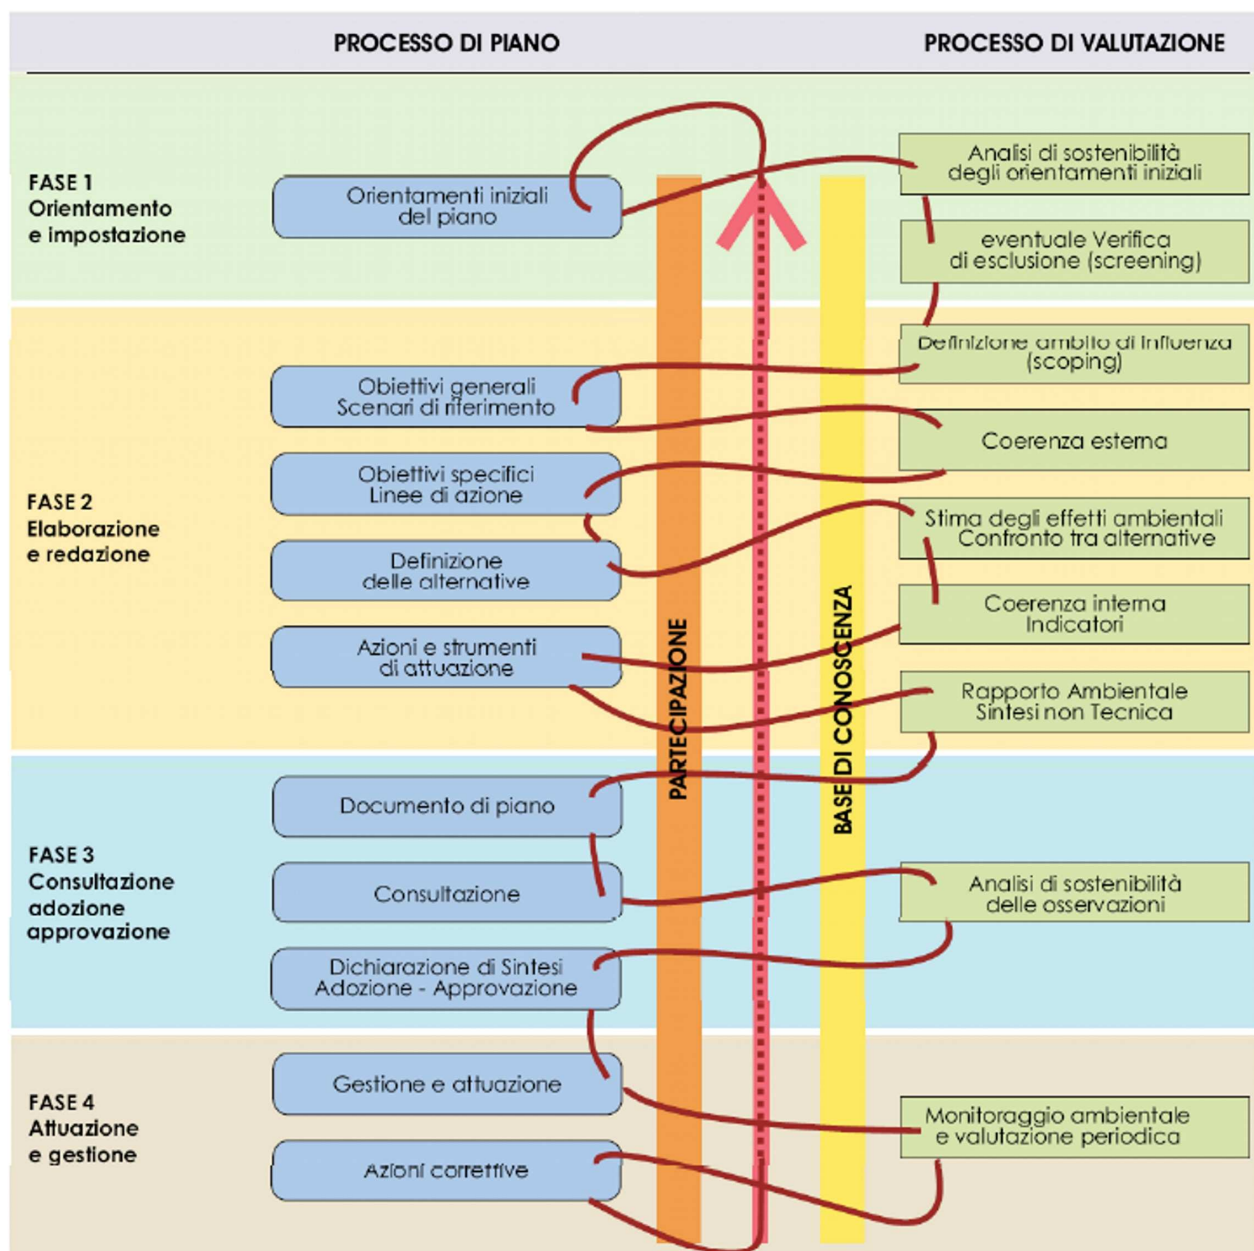 PROCESSO DI PIANO
PROCESSO DI VALUTAZIONE
FASE 1
Orientamento
e impostazione
Orientamenti iniziali
del piano
Analisi di sostenibilità
degli orientamenti iniziali
eventuale Verifica
di esclusione (screening)
FASE 2
Elaborazione
e redazione
Obiettivi generali
Scenari di riferimento
Obiettivi specifici
Linee di azione
Definizione
delle alternative
Azioni e strumenti
di attuazione
Definizione ambito di influenza
(scoping)
Coerenza esterna
Stima degli effetti ambientali
Confronto tra alternative
Coerenza interna
Indicatori
Rapporto Ambientale
Sintesi non Tecnica
PARTECIPAZIONE
BASE DI CONOSCENZA
FASE 3
Consultazione
adozione
approvazione
Documento di piano
Consultazione
Dichiarazione di Sintesi
Adozione - Approvazione
Analisi di sostenibilità
delle osservazioni
FASE 4
Attuazione
e gestione
Gestione e attuazione
Azioni correttive
Monitoraggio ambientale
e valutazione periodica